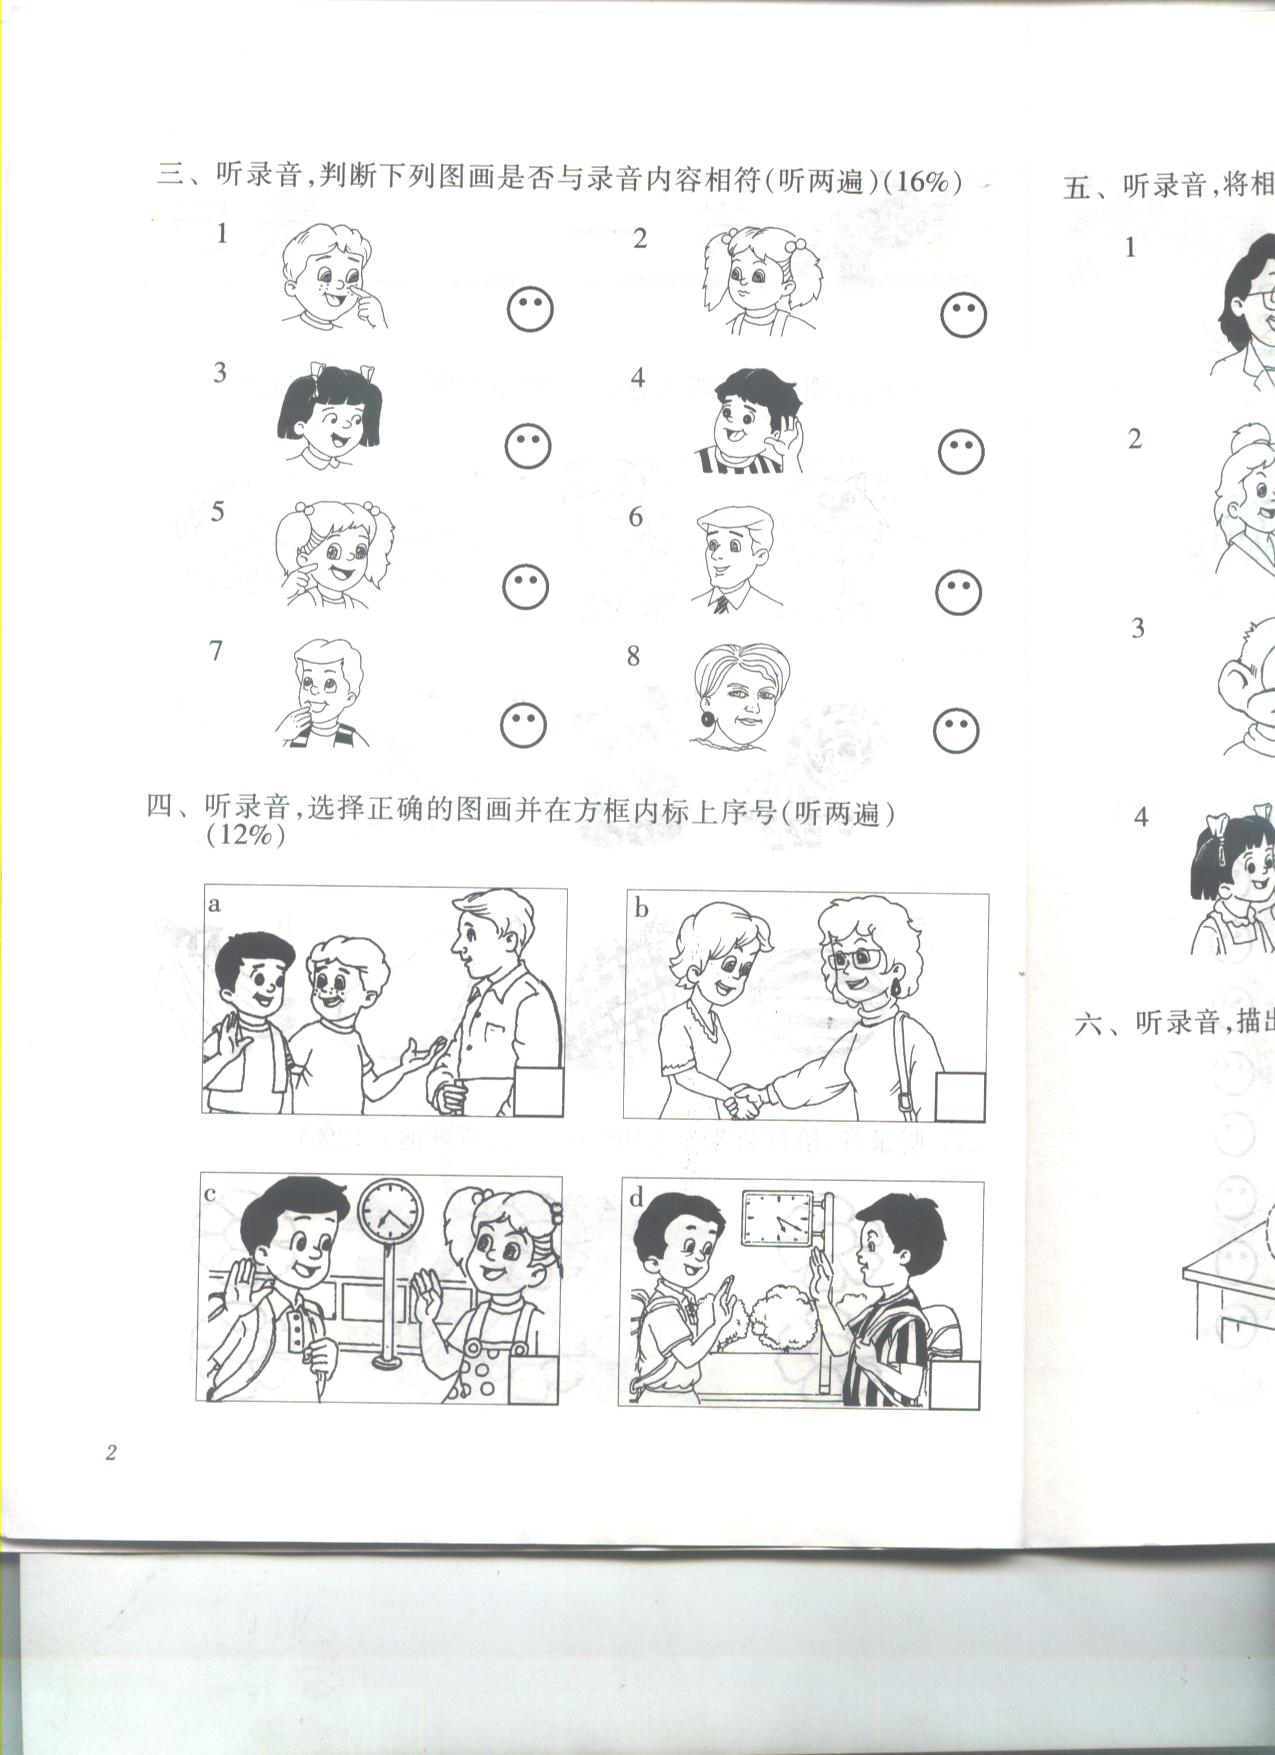 三、听录音,判断下列图画是否与录音内容相符(听两遍)(16%)
1
2
3
4
5
6
7
8
四、听录音,选择正确的图画并在方框内标上序号(听两遍)
(12%)
a
b
c
d
2
五、听录音,将相
1
2
3
4
六、听录音,描出